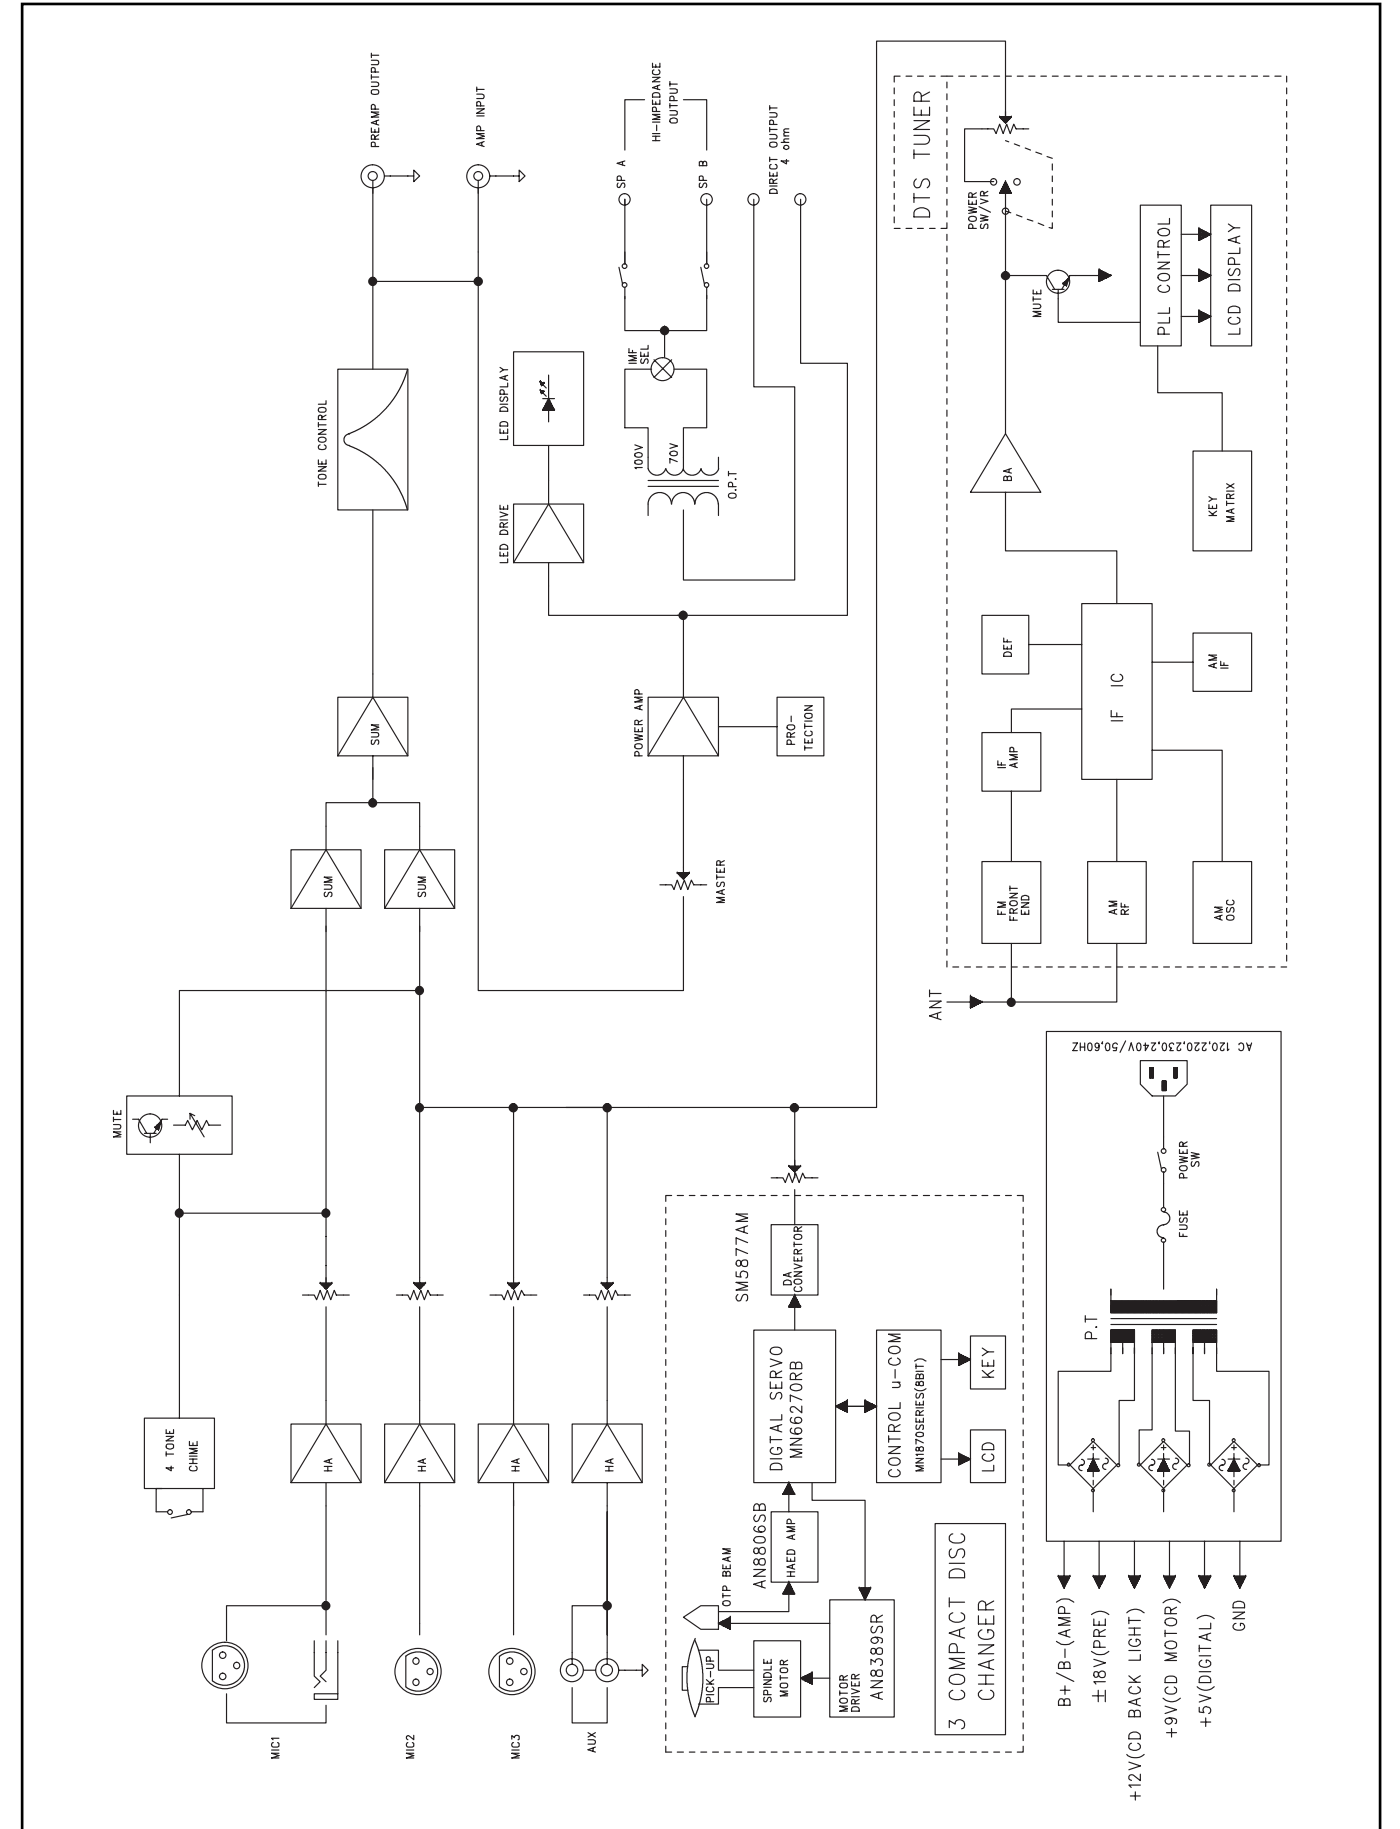 MIC1
MIC2
MIC3
AUX
4 TONE
CHIME
HA
HA
HA
HA
MUTE
SUM
SUM
SUM
TONE CONTROL
PREAMP OUTPUT
AMP INPUT
MASTER
POWER AMP
PRO-
TECTION
LED DRIVE
LED DISPLAY
100V
70V
O.P.T
IMF
SEL
SP A
SP B
HI-IMPEDANCE
OUTPUT
DIRECT OUTPUT
4 ohm
PICK-UP
OTP BEAM
SPINDLE
MOTOR
MOTOR
DRIVER
AN8389SR
AN8806SB
HAED AMP
DIGTAL SERVO
MN66270RB
SM5877AM
DA
CONVERTOR
CONTROL u-COM
MN1870SERIES(8BIT)
LCD
KEY
3 COMPACT DISC
CHANGER
ANT
FM
FRONT
END
AM
RF
AM
OSC
IF
AMP
DEF
IF IC
AM
IF
BA
KEY
MATRIX
MUTE
PLL CONTROL
LCD DISPLAY
POWER
SW/VR
DTS TUNER
B+/B-(AMP)
±18V(PRE)
+12V(CD BACK LIGHT)
+9V(CD MOTOR)
+5V(DIGITAL)
GND
P.T
FUSE
POWER
SW
AC 120,220,230,240V/50,60HZ